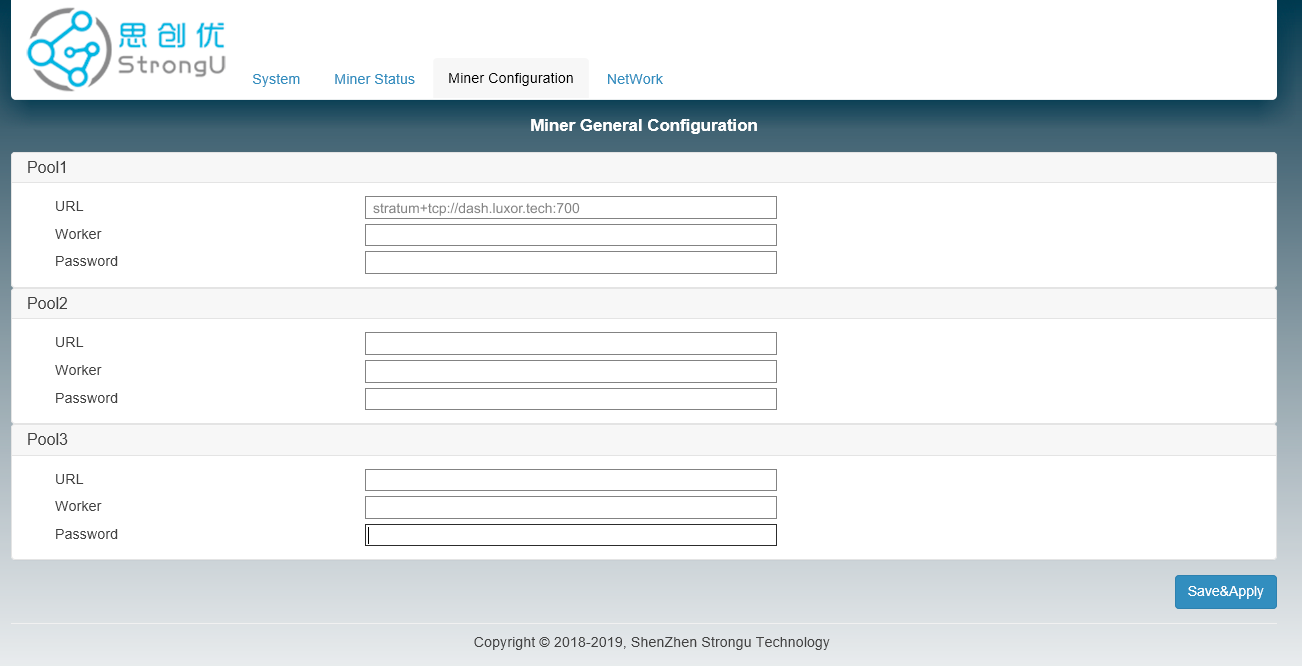 思创优
StrongU
System Miner Status Miner Configuration NetWork
Miner General Configuration
Pool1
URL stratum+tcp://dash.luxor.tech:700
Worker
Password
Pool2
URL
Worker
Password
Pool3
URL
Worker
Password
Save&Apply
Copyright © 2018-2019, ShenZhen Strongu Technology